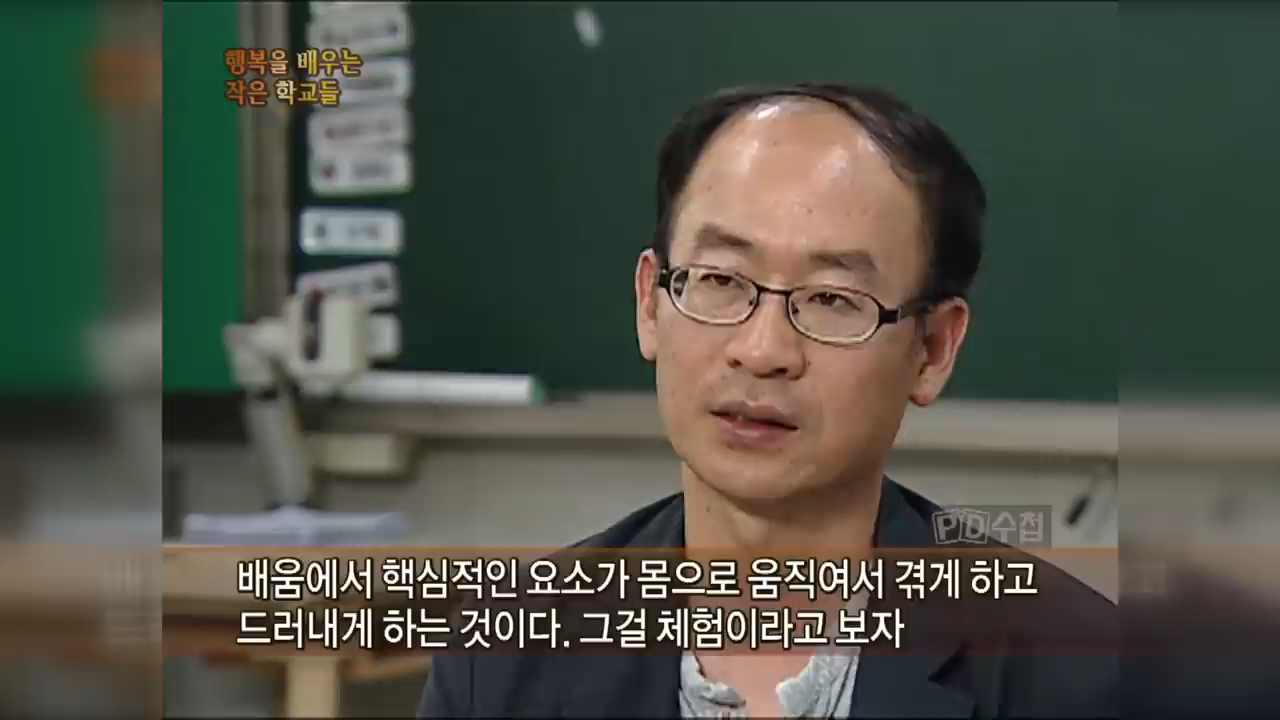 행복을 배우는
작은 학교들
PD수첩
배움에서 핵심적인 요소가 몸으로 움직여서 겪게 하고
드러내게 하는 것이다. 그걸 체험이라고 보자